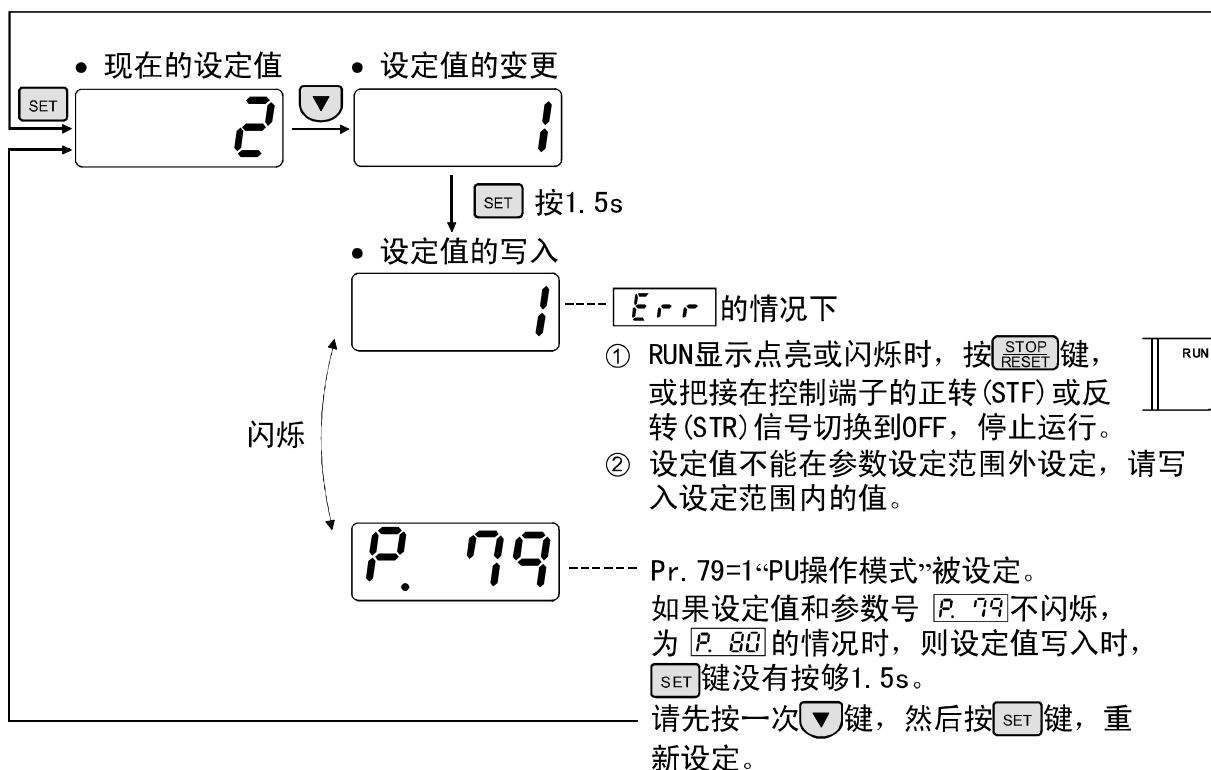 ● 现在的设定值 ● 设定值的变更
SET 2 ▼ 1
SET 按1.5s
● 设定值的写入
1 Err 的情况下
① RUN显示点亮或闪烁时，按STOP RESET键，
RUN
或把接在控制端子的正转(STF)或反
转(STR)信号切换到OFF，停止运行。
闪烁
② 设定值不能在参数设定范围外设定，请写
入设定范围内的值。
P. 79
Pr.79=1“PU操作模式”被设定。
如果设定值和参数号 P. 79不闪烁，
为 P. 80的情况时，则设定值写入时，
SET键没有按够1.5s。
请先按一次▼键，然后按SET键，重
新设定。